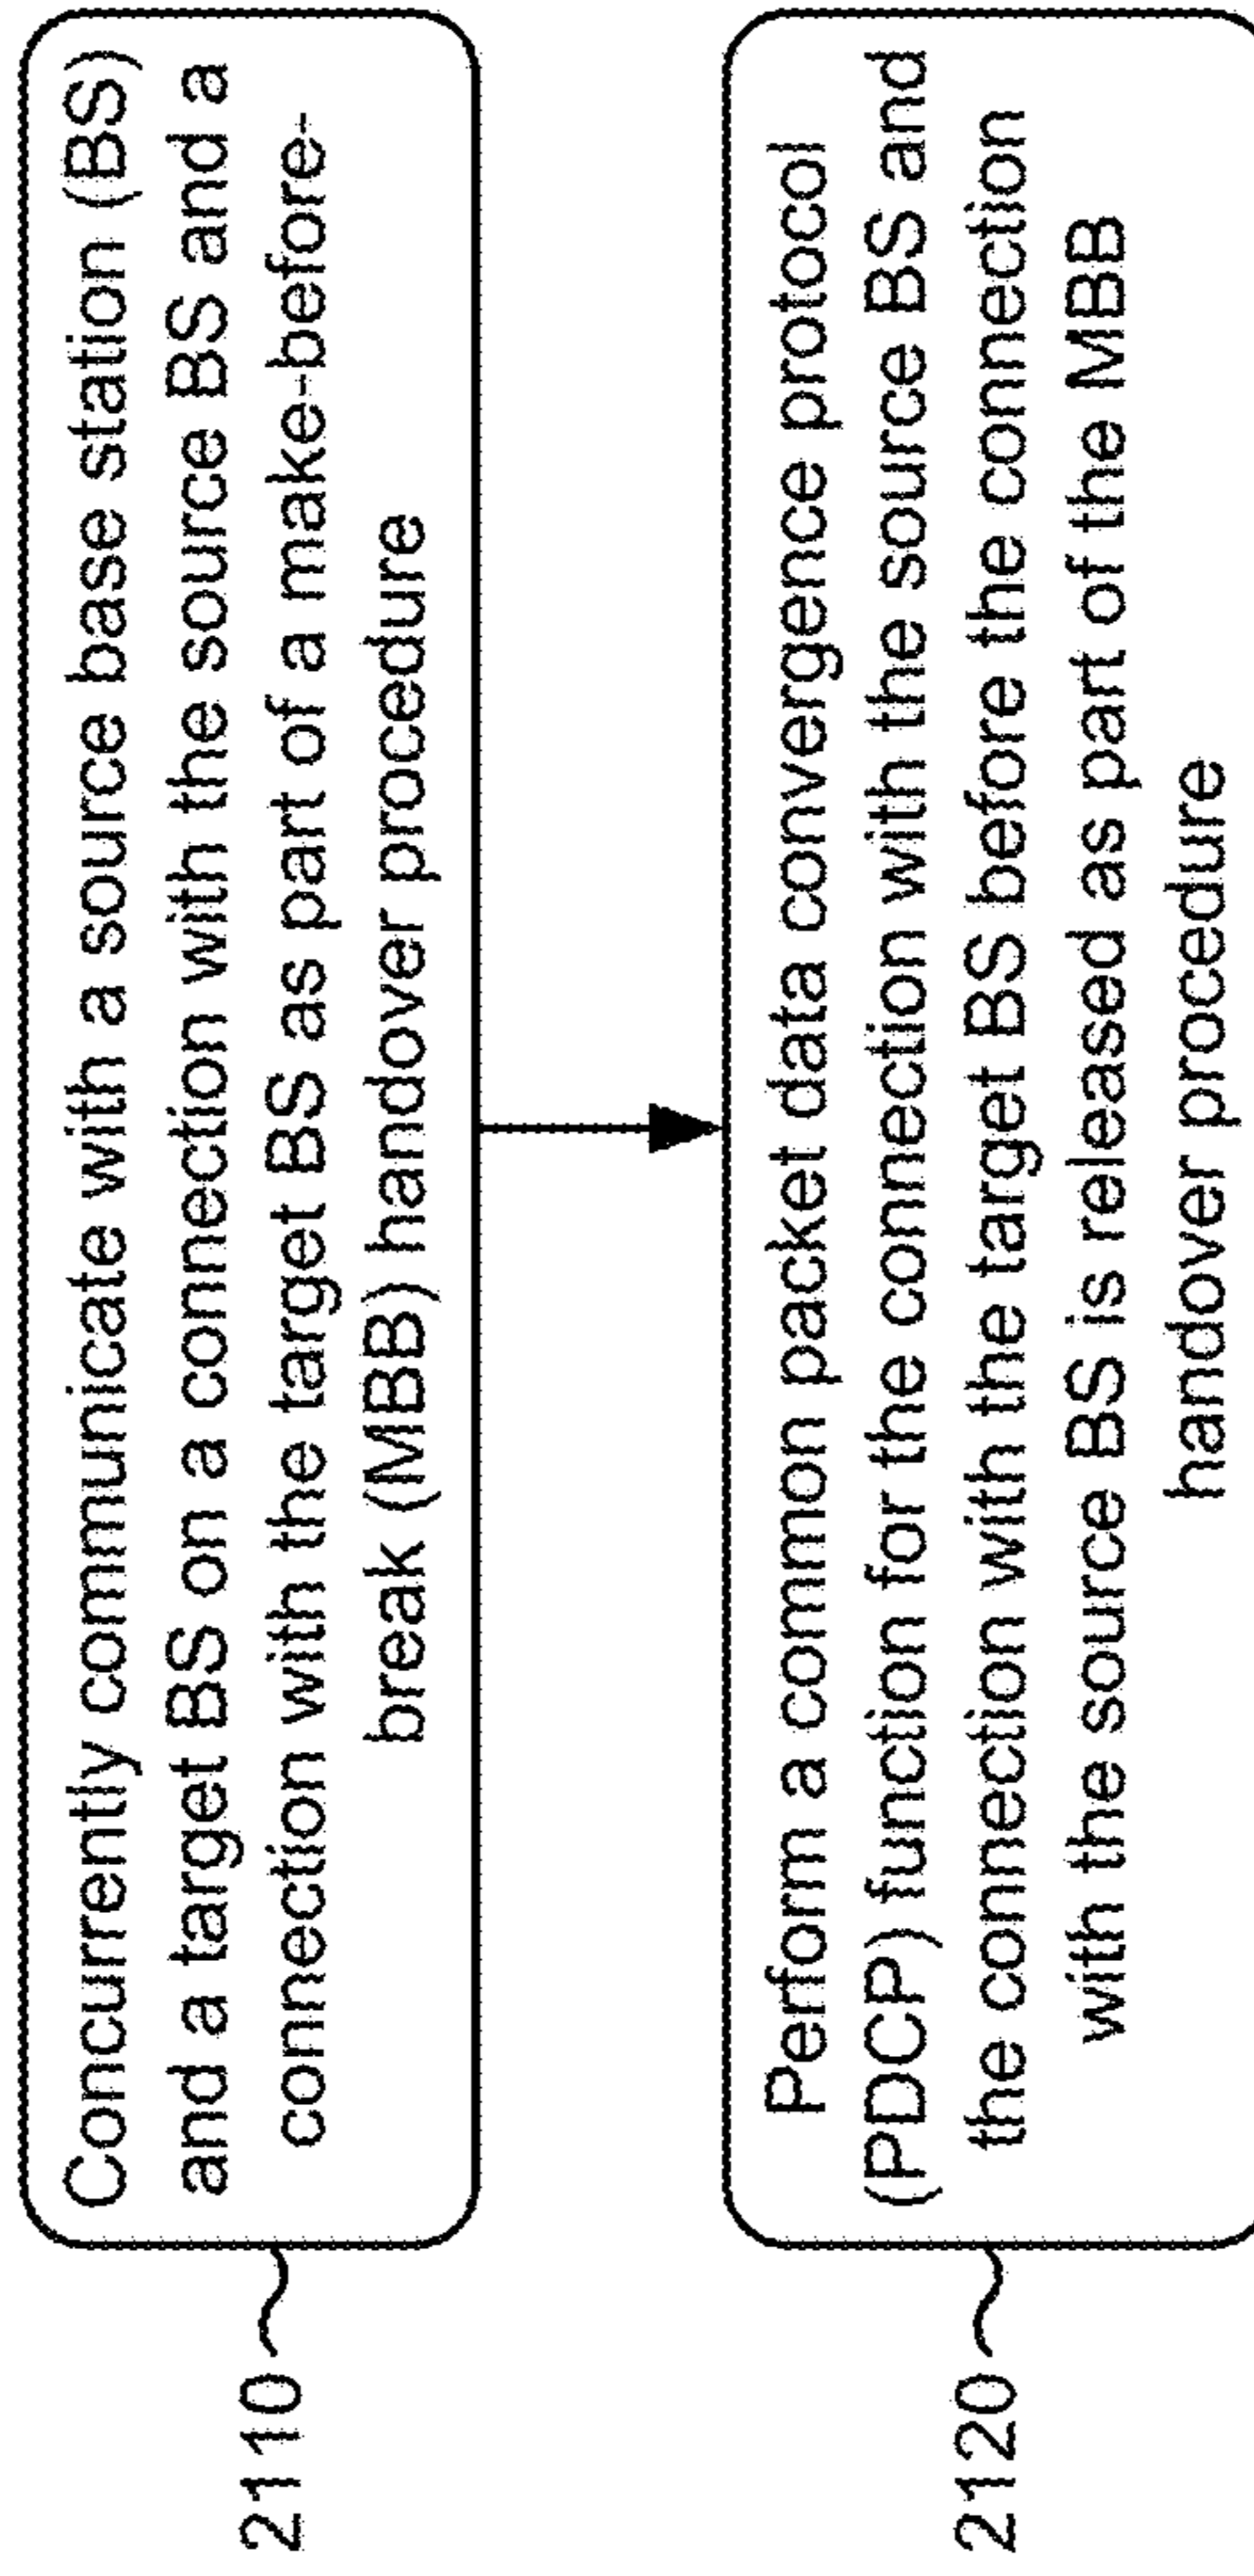 2110
Concurrently communicate with a source base station (BS)
and a target BS on a connection with the source BS and a
connection with the target BS as part of a make-before-
break (MBB) handover procedure
2120
Perform a common packet data convergence protocol
(PDCP) function for the connection with the source BS and
the connection with the target BS before the connection
with the source BS is released as part of the MBB
handover procedure